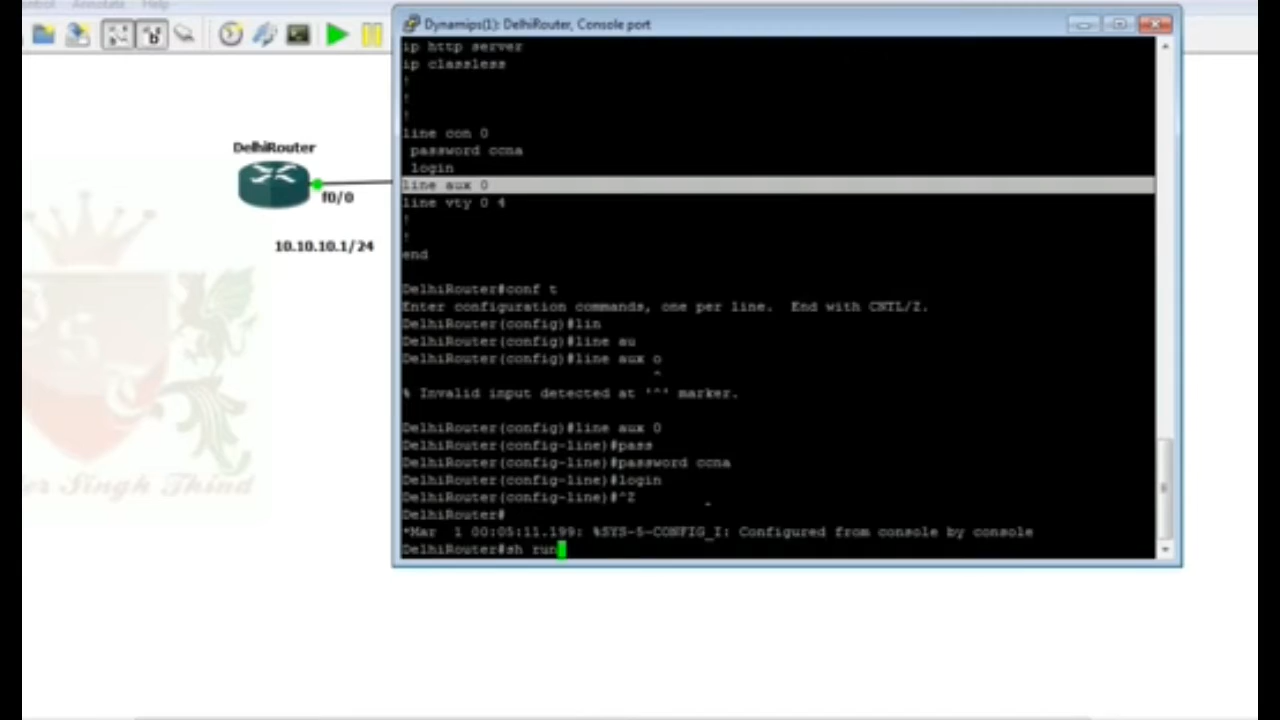 Annotate Help
Dynamips(1): DelhiRouter, Console port
ip http server
ip classless
!
!
!
line con 0
password ccna
login
line aux 0
line vty 0 4
!
!
end
DelhiRouter#conf t
Enter configuration commands, one per line. End with CNTL/Z.
DelhiRouter(config)#lin
DelhiRouter(config)#line au
DelhiRouter(config)#line aux o
^
% Invalid input detected at '^' marker.
DelhiRouter(config)#line aux 0
DelhiRouter(config-line)#pass
DelhiRouter(config-line)#password ccna
DelhiRouter(config-line)#login
DelhiRouter(config-line)#^Z
DelhiRouter#
*Mar 1 00:05:11.199: %SYS-5-CONFIG_I: Configured from console by console
DelhiRouter#sh run
DelhiRouter
f0/0
10.10.10.1/24
Singh Thind